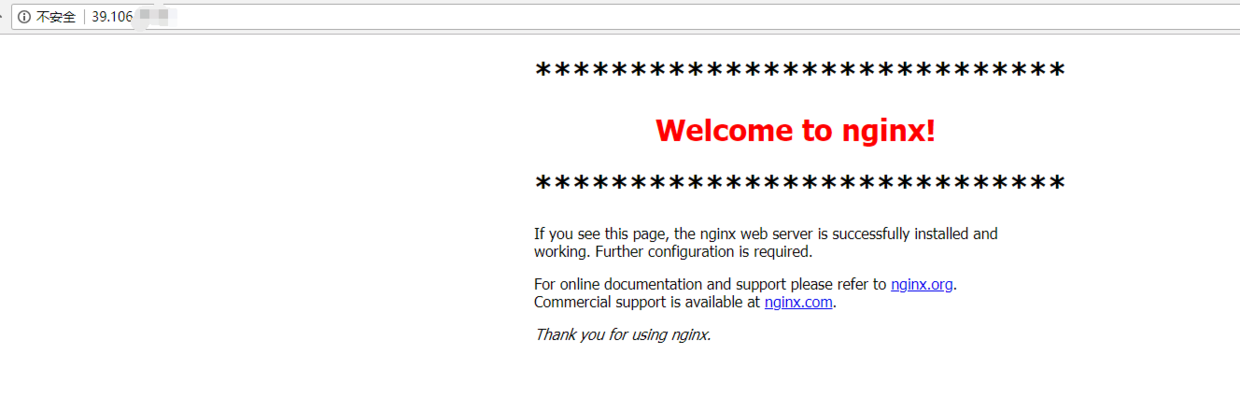 不安全 39.106
****************************
Welcome to nginx!
****************************
If you see this page, the nginx web server is successfully installed and
working. Further configuration is required.
For online documentation and support please refer to nginx.org.
Commercial support is available at nginx.com.
Thank you for using nginx.